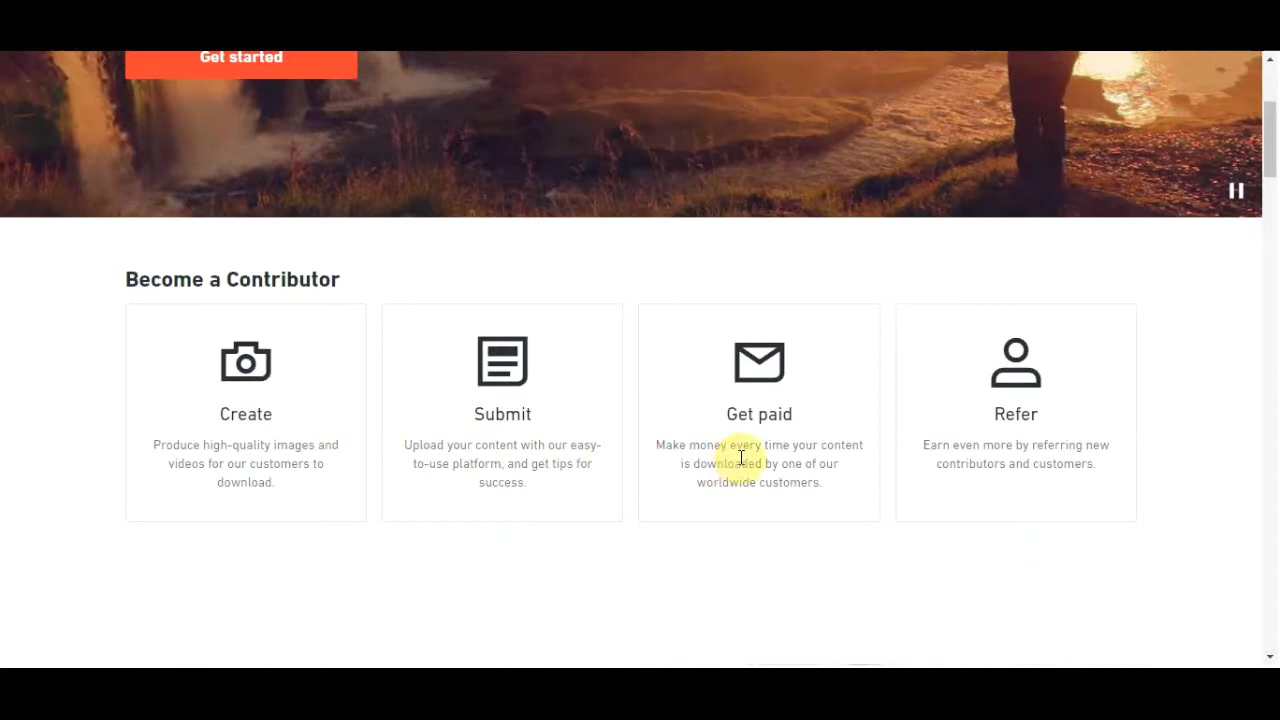 Get started
Become a Contributor
Create
Produce high-quality images and
videos for our customers to
download.
Submit
Upload your content with our easy-
to-use platform, and get tips for
success.
Get paid
Make money every time your content
is downloaded by one of our
worldwide customers.
Refer
Earn even more by referring new
contributors and customers.